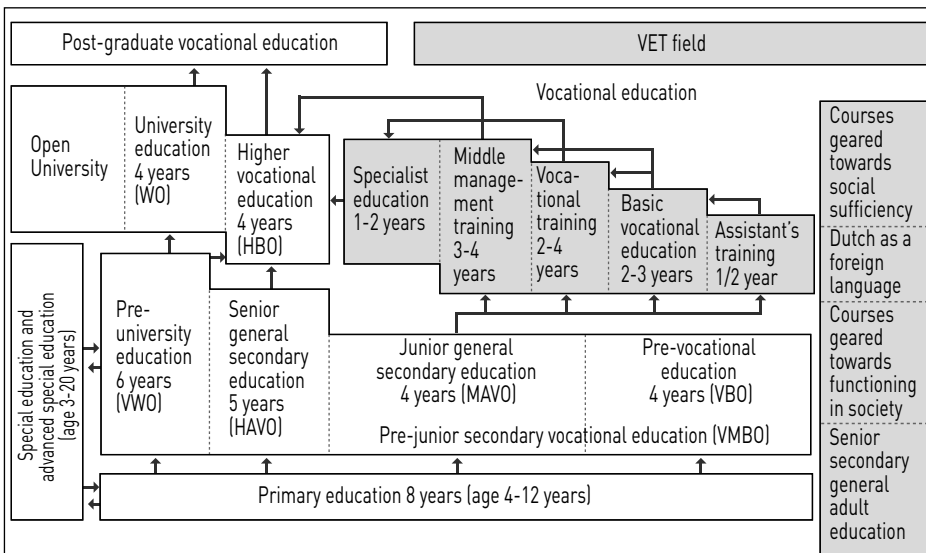 Post-graduate vocational education
VET field
Vocational education
Open
University
University
education
4 years
(WO)
Higher
vocational
education
4 years
(HBO)
Specialist
education
1-2 years
Middle
manage-
ment
training
3-4
years
Voca-
tional
training
2-4
years
Basic
vocational
education
2-3 years
Assistant's
training
1/2 year
Courses
geared
towards
social
sufficiency
Dutch as a
foreign
language
Courses
geared
towards
functioning
in society
Senior
secondary
general
adult
education
Special education and
advanced special education
(age 3-20 years)
Pre-
university
education
6 years
(VWO)
Senior
general
secondary
education
5 years
(HAVO)
Junior general
secondary education
4 years (MAVO)
Pre-vocational
education
4 years (VBO)
Pre-junior secondary vocational education (VMBO)
Primary education 8 years (age 4-12 years)